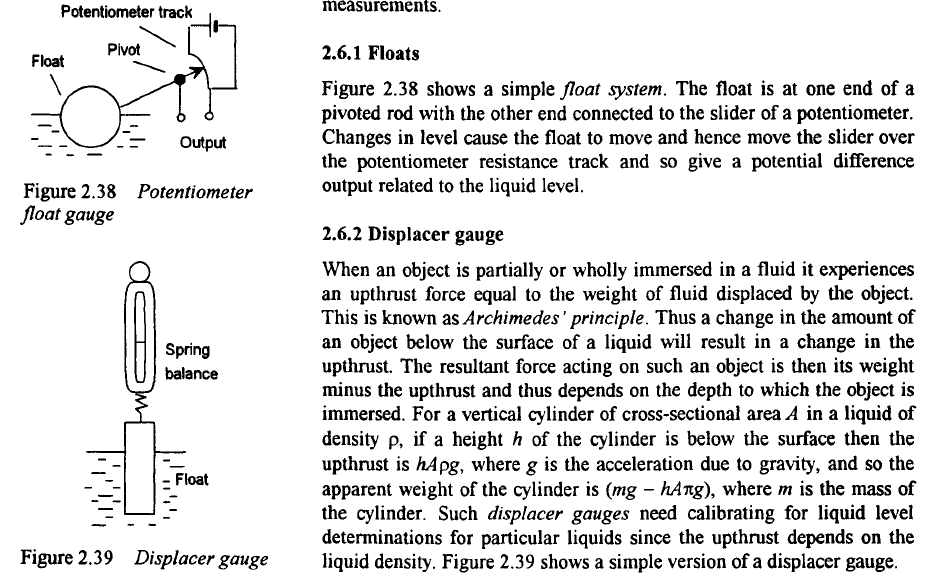 Potentiometer track
Pivot
Float
Output
Figure 2.38 Potentiometer
float gauge
Spring
balance
Float
Figure 2.39 Displacer gauge
measurements.
2.6.1 Floats
Figure 2.38 shows a simple float system. The float is at one end of a
pivoted rod with the other end connected to the slider of a potentiometer.
Changes in level cause the float to move and hence move the slider over
the potentiometer resistance track and so give a potential difference
output related to the liquid level.
2.6.2 Displacer gauge
When an object is partially or wholly immersed in a fluid it experiences
an upthrust force equal to the weight of fluid displaced by the object.
This is known as Archimedes' principle. Thus a change in the amount of
an object below the surface of a liquid will result in a change in the
upthrust. The resultant force acting on such an object is then its weight
minus the upthrust and thus depends on the depth to which the object is
immersed. For a vertical cylinder of cross-sectional area A in a liquid of
density ρ, if a height h of the cylinder is below the surface then the
upthrust is hAρg, where g is the acceleration due to gravity, and so the
apparent weight of the cylinder is (mg – hAπg), where m is the mass of
the cylinder. Such displacer gauges need calibrating for liquid level
determinations for particular liquids since the upthrust depends on the
liquid density. Figure 2.39 shows a simple version of a displacer gauge.